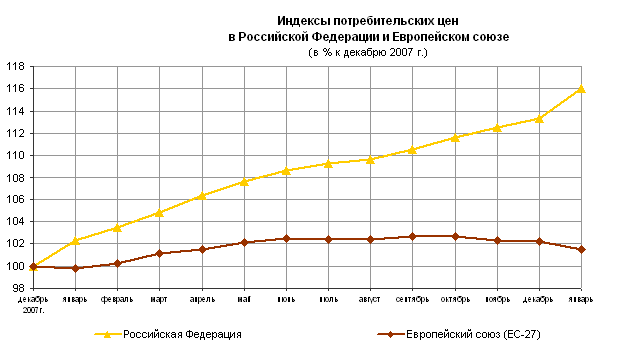 Индексы потребительских цен
в Российской Федерации и Европейском союзе
(в % к декабрю 2007 г.)
118
116
114
112
110
108
106
104
102
100
98
декабрь январь февраль март апрель май июнь июль август сентябрь октябрь ноябрь декабрь январь
2007г.
Российская Федерация Европейский союз (ЕС-27)